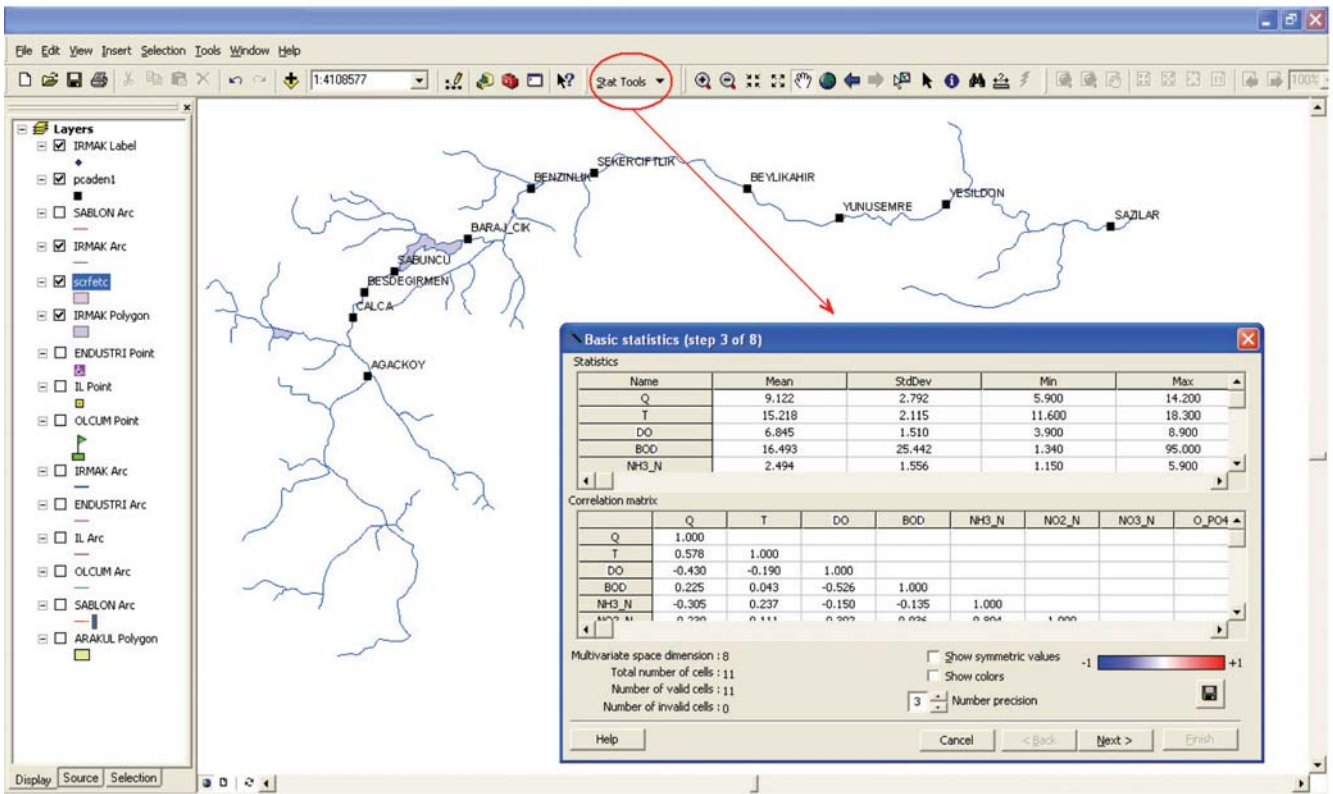 File Edit View Insert Selection Tools Window Help
1:4108577
Stat Tools
100%
Layers
IRMAK Label
pcaden1
SABLON Arc
IRMAK Arc
scrfetc
IRMAK Polygon
ENDUSTRI Point
IL Point
OLCUM Point
IRMAK Arc
ENDUSTRI Arc
IL Arc
OLCUM Arc
SABLON Arc
ARAKUL Polygon
Display Source Selection
SEKERCIFTLIK
BENZINLIK
BEYLIKAHIR
YESILDON
YUNUSEMRE
SAZILAR
BARAJ_CIK
SABUNCU
BESDEGIRMEN
CALCA
AGACKOY
Basic statistics (step 3 of 8)
Statistics
Name Mean StdDev Min Max
Q 9.122 2.792 5.900 14.200
T 15.218 2.115 11.600 18.300
DO 6.845 1.510 3.900 8.900
BOD 16.493 25.442 1.340 95.000
NH3_N 2.494 1.556 1.150 5.900
Correlation matrix
Q T DO BOD NH3_N NO2_N NO3_N O_PO4
Q 1.000
T 0.578 1.000
DO -0.430 -0.190 1.000
BOD 0.225 0.043 -0.526 1.000
NH3_N -0.305 0.237 -0.150 -0.135 1.000
1.000
Multivariate space dimension : 8
Total number of cells : 11
Number of valid cells : 11
Number of invalid cells : 0
Show symmetric values
-1 +1
Show colors
3 Number precision
Help Cancel < Back Next > Finish